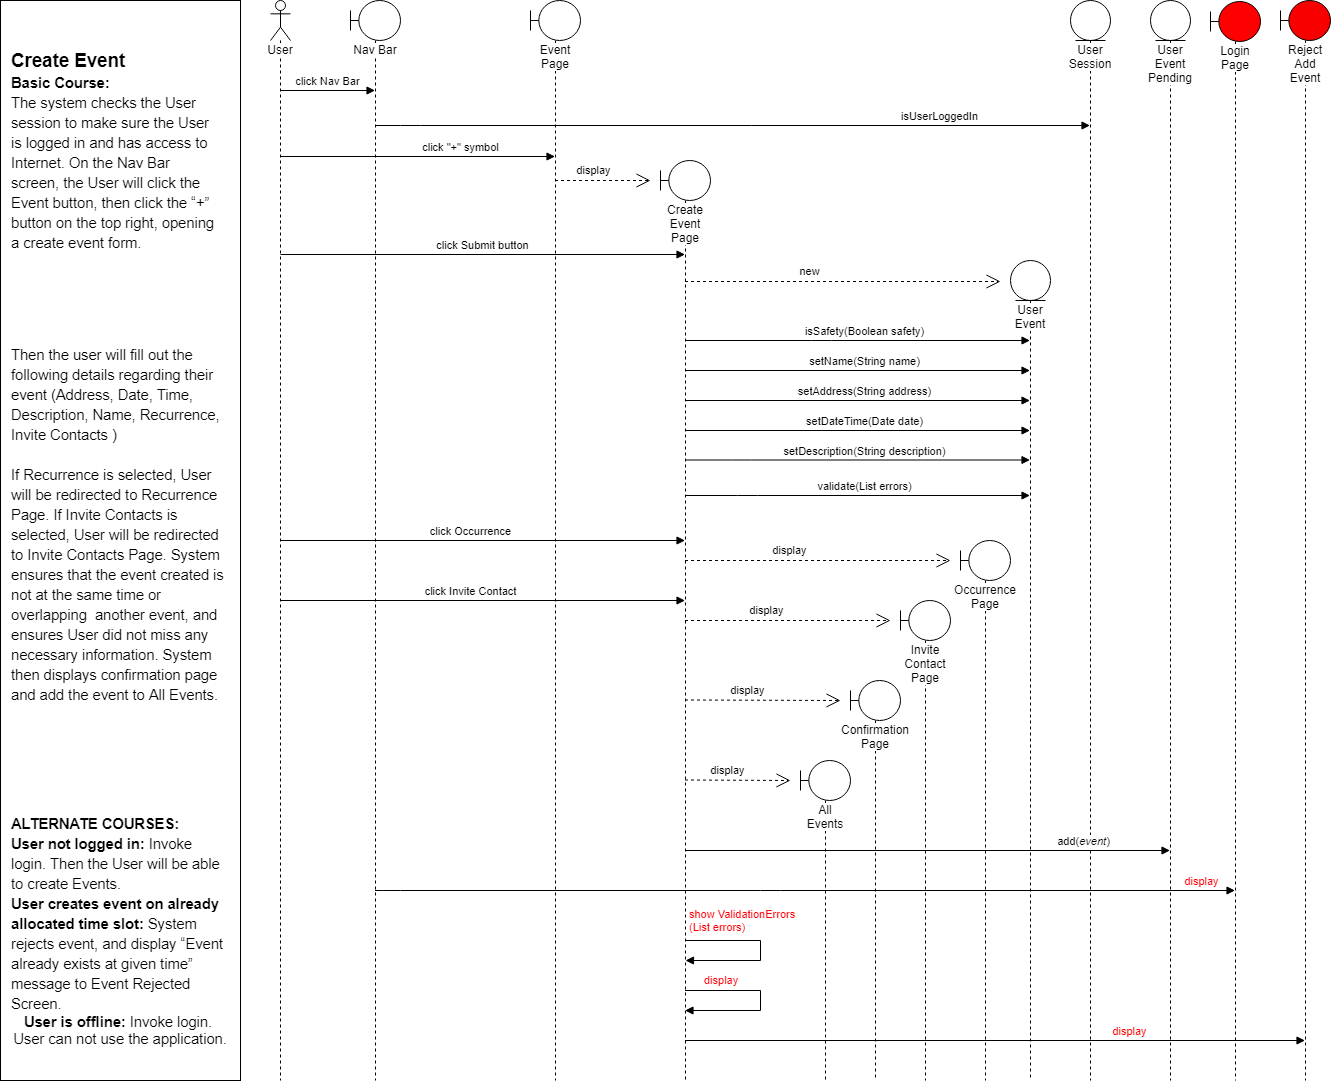 Create Event
Basic Course:
The system checks the User
session to make sure the User
is logged in and has access to
Internet. On the Nav Bar
screen, the User will click the
Event button, then click the “+”
button on the top right, opening
a create event form.
Then the user will fill out the
following details regarding their
event (Address, Date, Time,
Description, Name, Recurrence,
Invite Contacts )
If Recurrence is selected, User
will be redirected to Recurrence
Page. If Invite Contacts is
selected, User will be redirected
to Invite Contacts Page. System
ensures that the event created is
not at the same time or
overlapping  another event, and
ensures User did not miss any
necessary information. System
then displays confirmation page
and add the event to All Events.
ALTERNATE COURSES:
User not logged in: Invoke
login. Then the User will be able
to create Events.
User creates event on already
allocated time slot: System
rejects event, and display “Event
already exists at given time”
message to Event Rejected
Screen.
User is offline: Invoke login.
User can not use the application.
User
Nav Bar
Event
Page
User
Session
User
Event
Pending
Login
Page
Reject
Add
Event
click Nav Bar
isUserLoggedIn
click "+" symbol
display
Create
Event
Page
click Submit button
new
User
Event
isSafety(Boolean safety)
setName(String name)
setAddress(String address)
setDateTime(Date date)
setDescription(String description)
validate(List errors)
click Occurrence
display
Occurrence
Page
click Invite Contact
display
Invite
Contact
Page
display
Confirmation
Page
display
All
Events
add(event)
display
show ValidationErrors
(List errors)
display
display